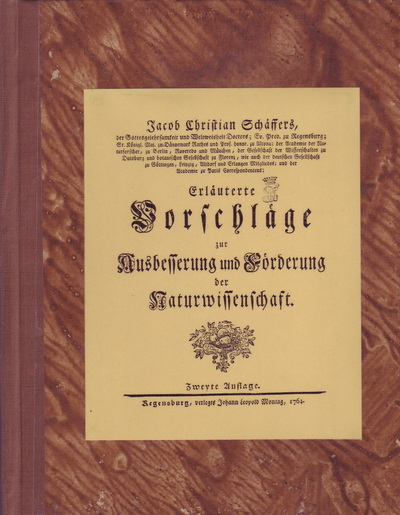 Jacob Christian Schäffers,
der Gottesgelehrsamkeit und Weltweisheit Doctors; Ev. Pred. zu Regensburg;
Sr. Königl. Maj. zu Dännemark Rathes und Prof. honor. zu Altona; der Academie der Na-
turforscher, zu Berlin, Roveredo und München, der Gesellschaft der Wissenschaften zu
Duisburg und botanischen Gesellschaft zu Florenz, wie auch der deutschen Gesellschaft
zu Göttingen, Leipzig, Altdorf und Erlangen Mitgliedes; und der
Academie zu Paris Correspondentens:
Erläuterte
Vorschläge
zur
Ausbesserung und Förderung
der
Naturwissenschaft.
Zweyte Auflage.
Regensburg, verlegts Johann Leopold Montag, 1764.